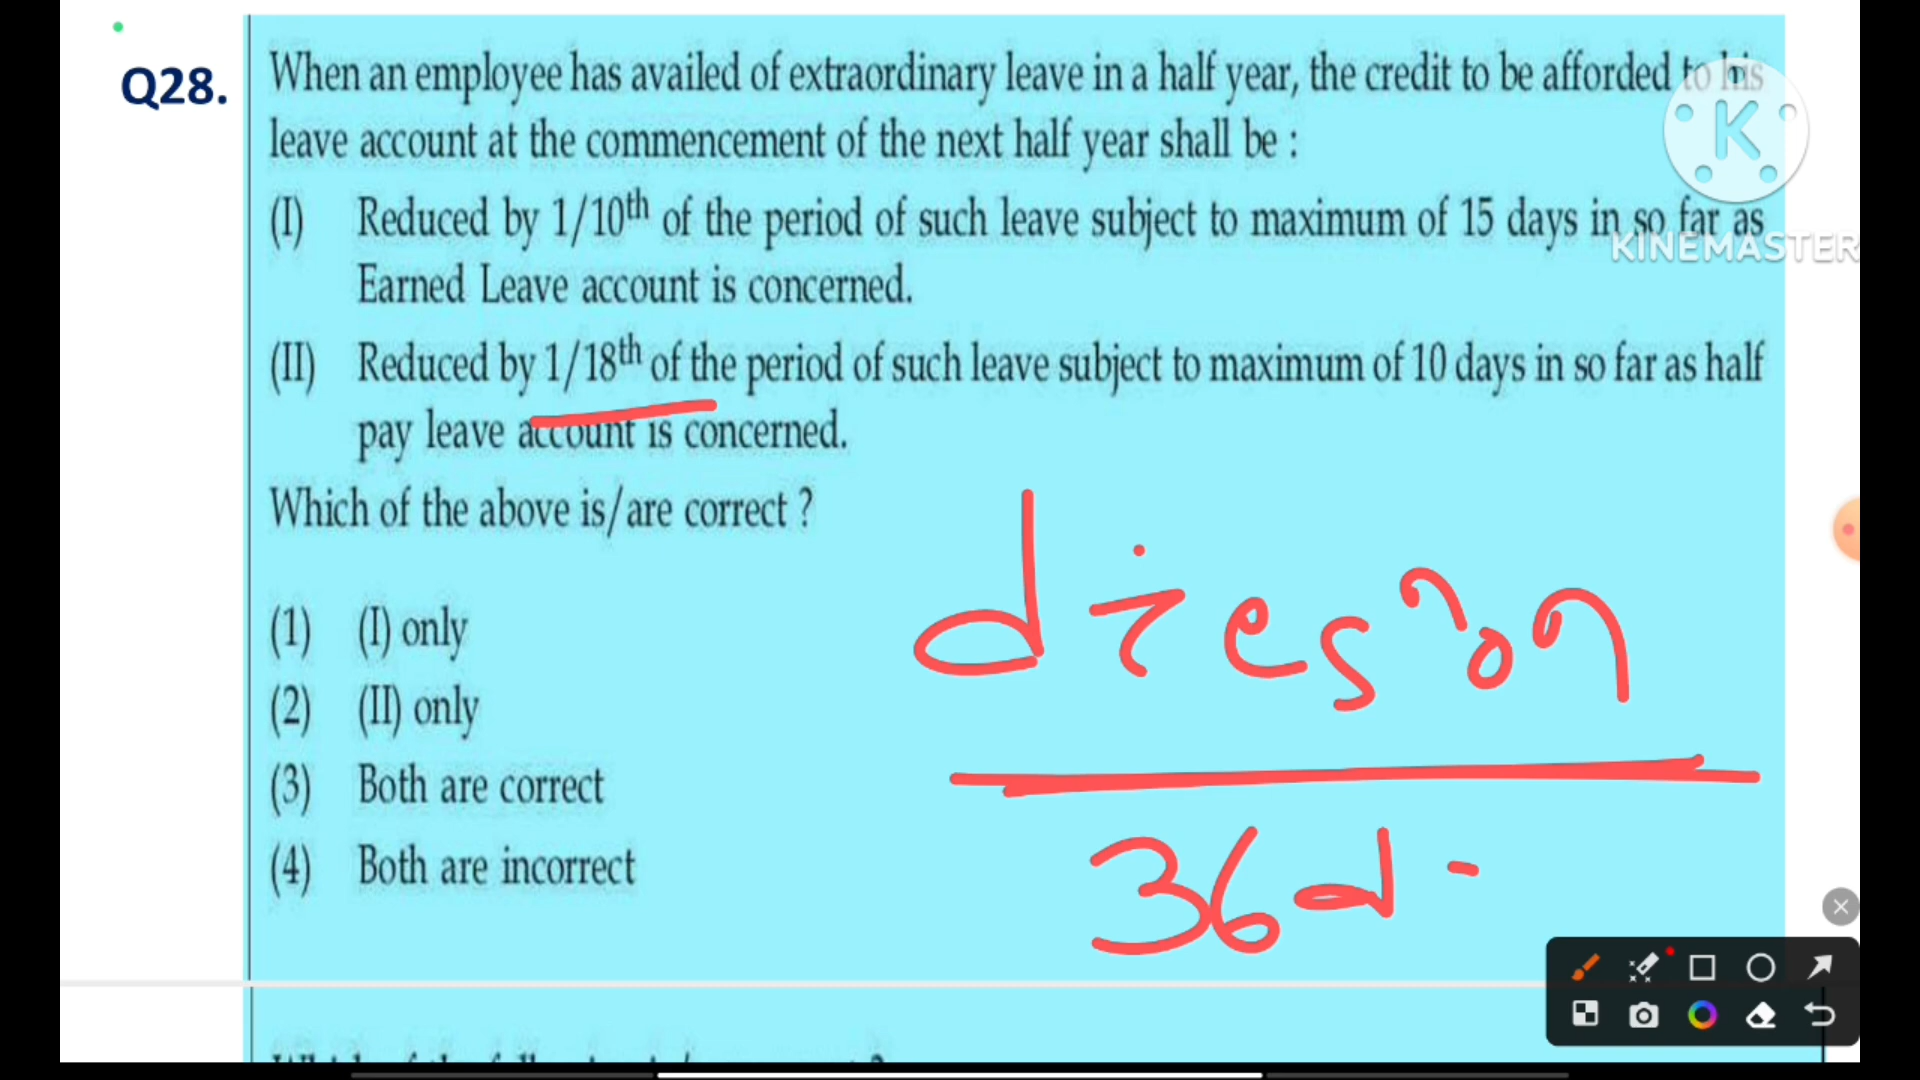 Q28.
When an employee has availed of extraordinary leave in a half year, the credit to be afforded to his
leave account at the commencement of the next half year shall be :
(I) Reduced by 1/10th of the period of such leave subject to maximum of 15 days in so far as
Earned Leave account is concerned.
KINEMASTER
(II) Reduced by 1/18th of the period of such leave subject to maximum of 10 days in so far as half
pay leave account is concerned.
Which of the above is/are correct ?
(1) (I) only
(2) (II) only
(3) Both are correct
(4) Both are incorrect
diesnon
36d